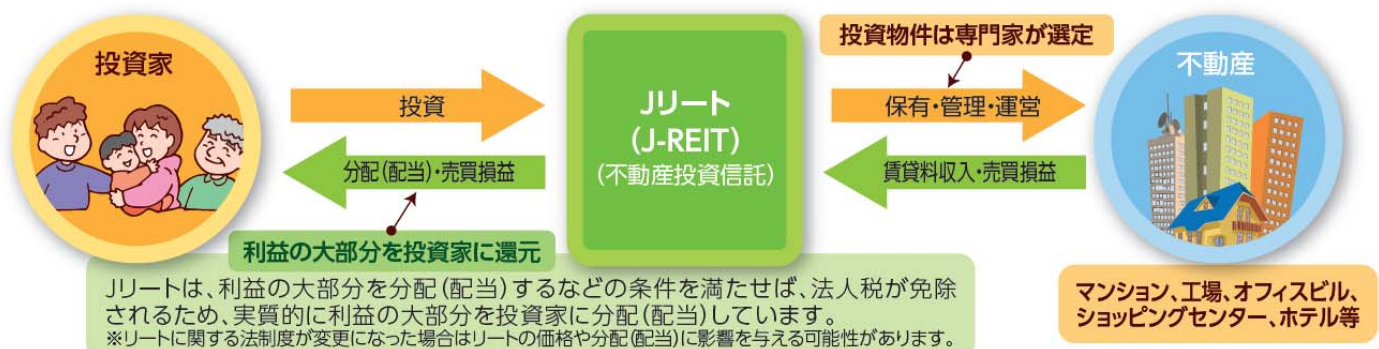 投資家
投資
分配(配当)・売買損益
利益の大部分を投資家に還元
Jリート
(J-REIT)
(不動産投資信託)
投資物件は専門家が選定
保有・管理・運営
賃貸料収入・売買損益
不動産
マンション、工場、オフィスビル、
ショッピングセンター、ホテル等
Jリートは、利益の大部分を分配(配当)するなどの条件を満たせば、法人税が免除
されるため、実質的に利益の大部分を投資家に分配(配当)しています。
※リートに関する法制度が変更になった場合はリートの価格や分配(配当)に影響を与える可能性があります。